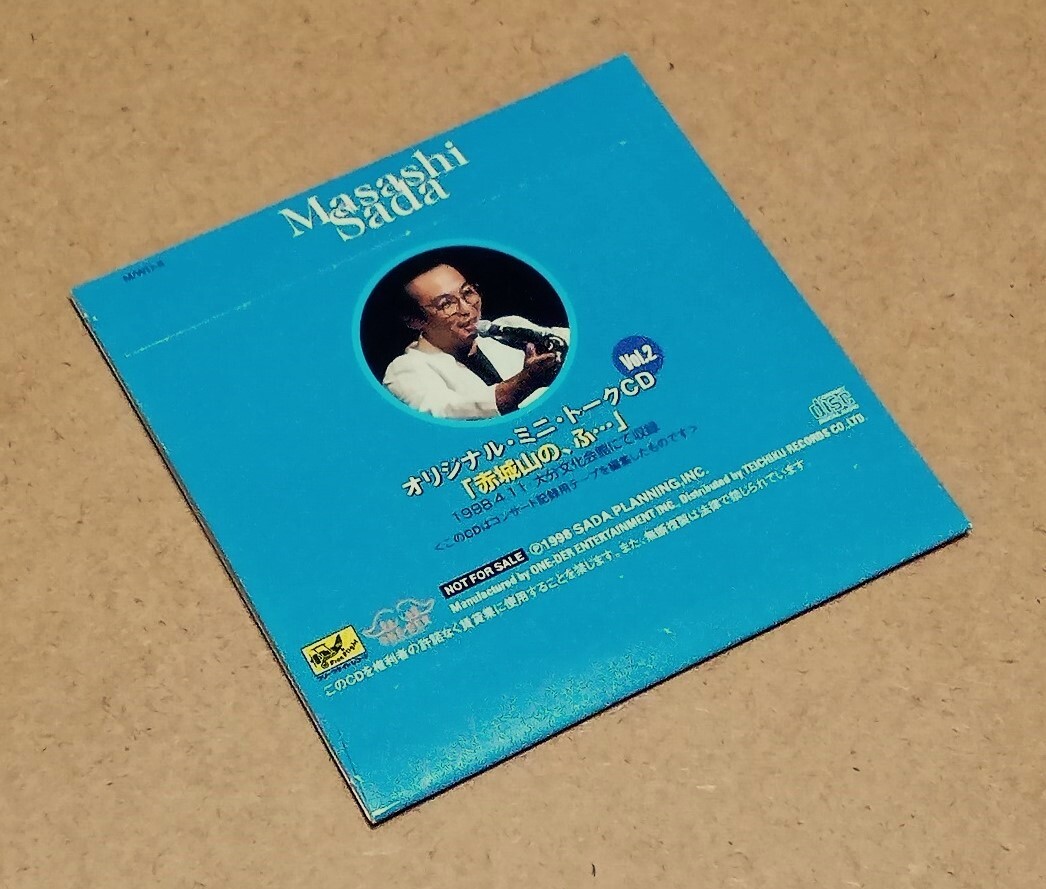 Masashi
Sada
Vol.2
オリジナル・ミニ・トークCD
「赤城山の、ふ…」
1998.4.11 大分文化会館にて収録
<このCDはコンサート記録用テープを編集したものです>
disc
NOT FOR SALE Ⓟ1998 SADA PLANNING, INC.
Manufactured by ONE-DER ENTERTAINMENT INC. Distributed by TEICHIKU RECORDS CO.,LTD.
このCDを権利者の許諾なく賃貸業に使用することを禁じます。また、無断複製は法律で禁じられています。